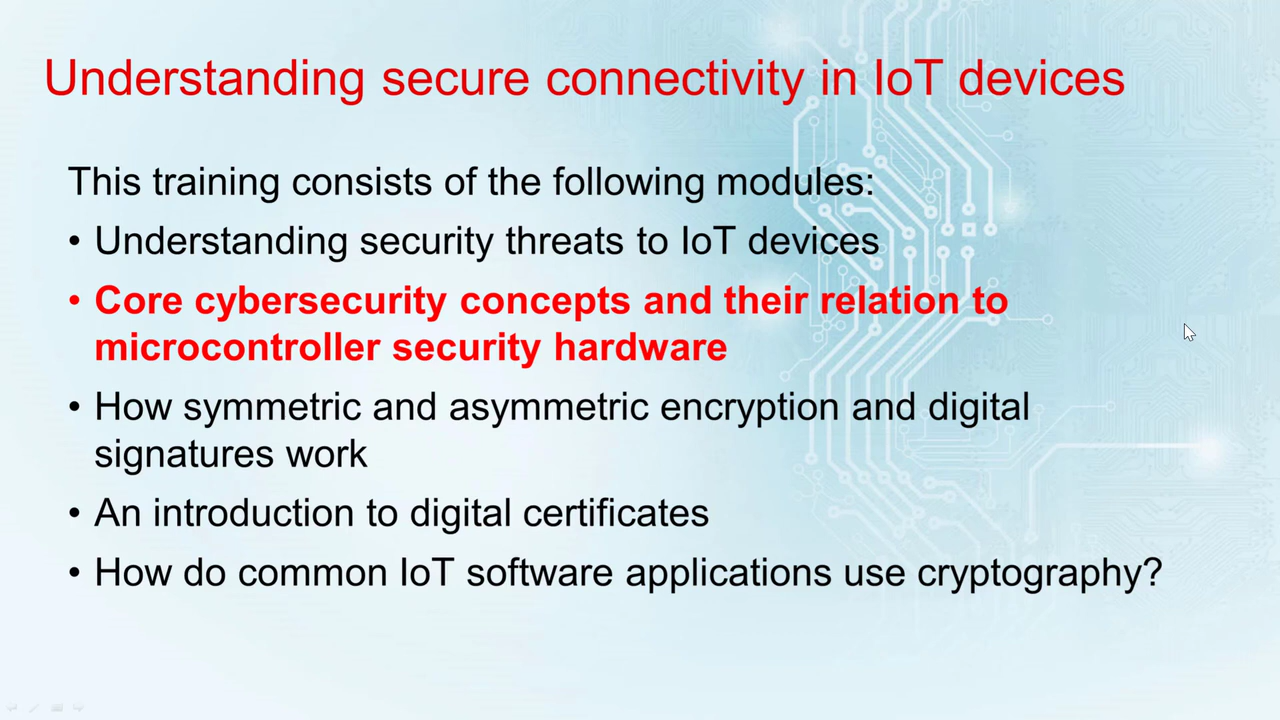 Understanding secure connectivity in IoT devices
This training consists of the following modules:
• Understanding security threats to IoT devices
• Core cybersecurity concepts and their relation to
microcontroller security hardware
• How symmetric and asymmetric encryption and digital
signatures work
• An introduction to digital certificates
• How do common IoT software applications use cryptography?